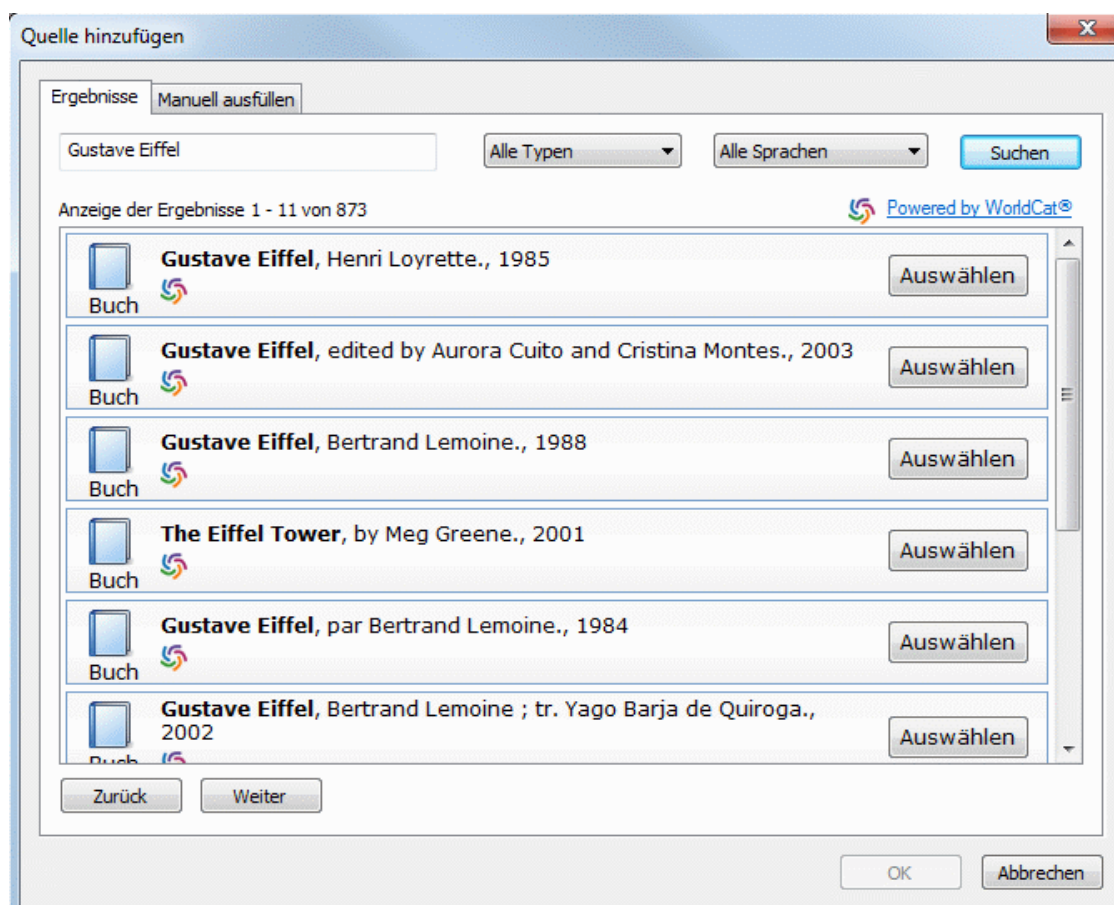 Quelle hinzufügen
Ergebnisse
Manuell ausfüllen
Gustave Eiffel
Alle Typen
Alle Sprachen
Suchen
Anzeige der Ergebnisse 1 - 11 von 873
Powered by WorldCat®
Gustave Eiffel, Henri Loyrette., 1985
Auswählen
Buch
Gustave Eiffel, edited by Aurora Cuito and Cristina Montes., 2003
Auswählen
Buch
Gustave Eiffel, Bertrand Lemoine., 1988
Auswählen
Buch
The Eiffel Tower, by Meg Greene., 2001
Auswählen
Buch
Gustave Eiffel, par Bertrand Lemoine., 1984
Auswählen
Buch
Gustave Eiffel, Bertrand Lemoine ; tr. Yago Barja de Quiroga.,
2002
Auswählen
Buch
Zurück
Weiter
OK
Abbrechen